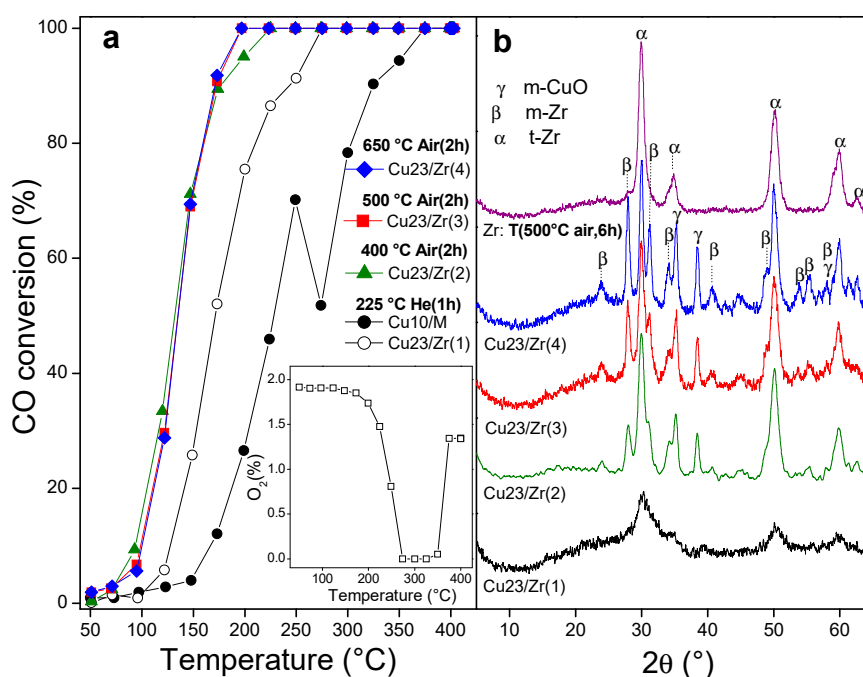 a
CO conversion (%)
100
80
60
40
20
0
650 °C Air(2h)
Cu23/Zr(4)
500 °C Air(2h)
Cu23/Zr(3)
400 °C Air(2h)
Cu23/Zr(2)
225 °C He(1h)
Cu10/M
Cu23/Zr(1)
O2(%)
2.0
1.5
1.0
0.5
0.0
100 200 300 400
Temperature (°C)
50 100 150 200 250 300 350 400
Temperature (°C)
b
γ m-CuO
β m-Zr
α t-Zr
α
α
α
α
α
Zr: T(500°C air,6h)
β β
β γ γ
β β β β β γ
Cu23/Zr(4)
Cu23/Zr(3)
Cu23/Zr(2)
Cu23/Zr(1)
10 20 30 40 50 60
2θ (°)